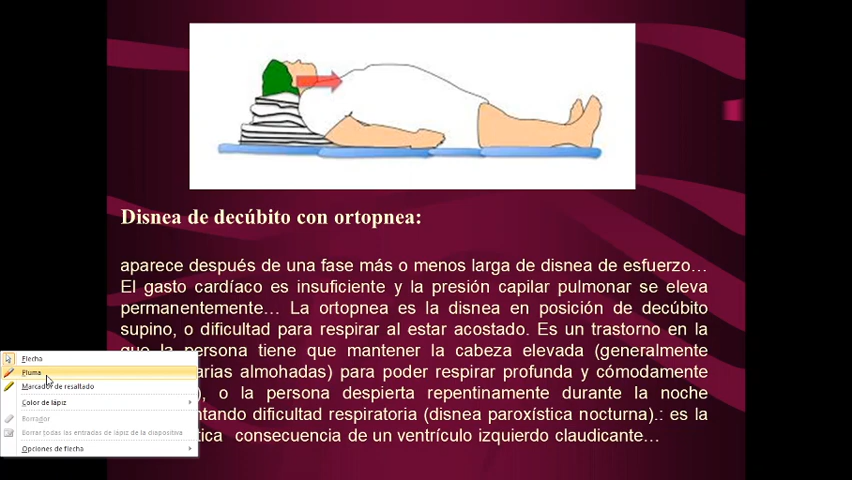 Disnea de decúbito con ortopnea:
aparece después de una fase más o menos larga de disnea de esfuerzo…
El gasto cardíaco es insuficiente y la presión capilar pulmonar se eleva
permanentemente… La ortopnea es la disnea en posición de decúbito
supino, o dificultad para respirar al estar acostado. Es un trastorno en la
que la persona tiene que mantener la cabeza elevada (generalmente
arias almohadas) para poder respirar profunda y cómodamente
), o la persona despierta repentinamente durante la noche
ntando dificultad respiratoria (disnea paroxística nocturna).: es la
tica consecuencia de un ventrículo izquierdo claudicante…
Flecha
Pluma
Marcador de resaltado
Color de lápiz
Borrador
Borrar todas las entradas de lápiz de la diapositiva
Opciones de flecha